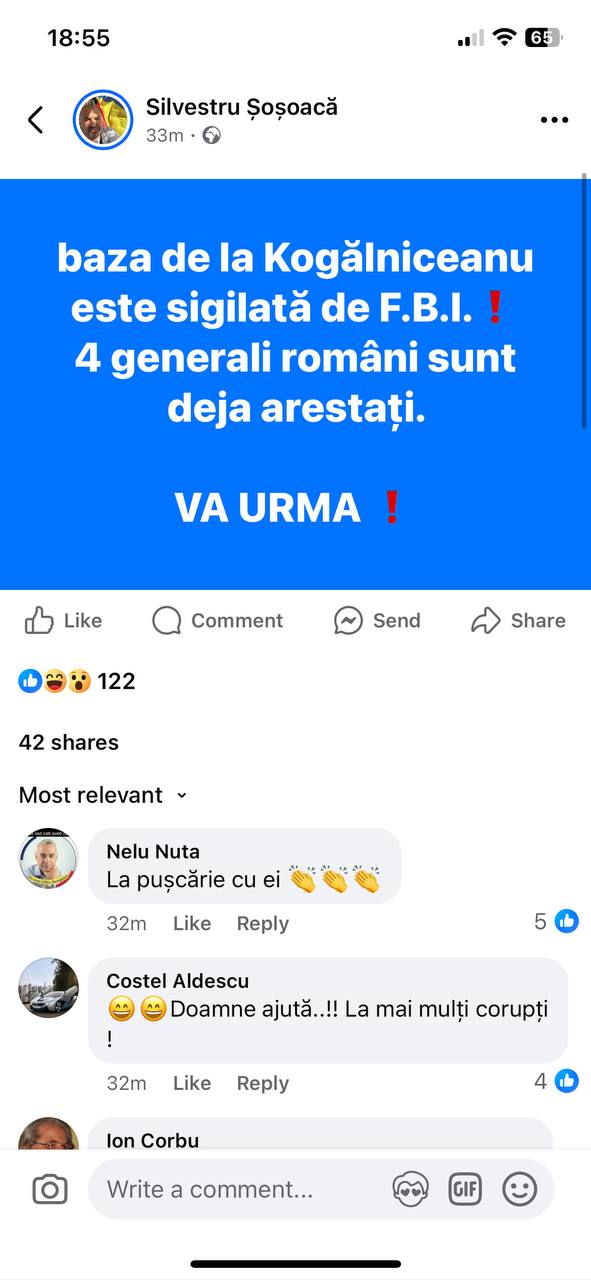 18:55
65
Silvestru Șoșoacă
33m ·
baza de la Kogălniceanu
este sigilată de F.B.I.❗
4 generali români sunt
deja arestați.
VA URMA ❗
Like Comment Send Share
122
42 shares
Most relevant
Nelu Nuta
La pușcărie cu ei 👏👏👏
32m Like Reply 5
Costel Aldescu
😄😄Doamne ajută..!! La mai mulți corupți
!
32m Like Reply 4
Ion Corbu
Write a comment...
GIF